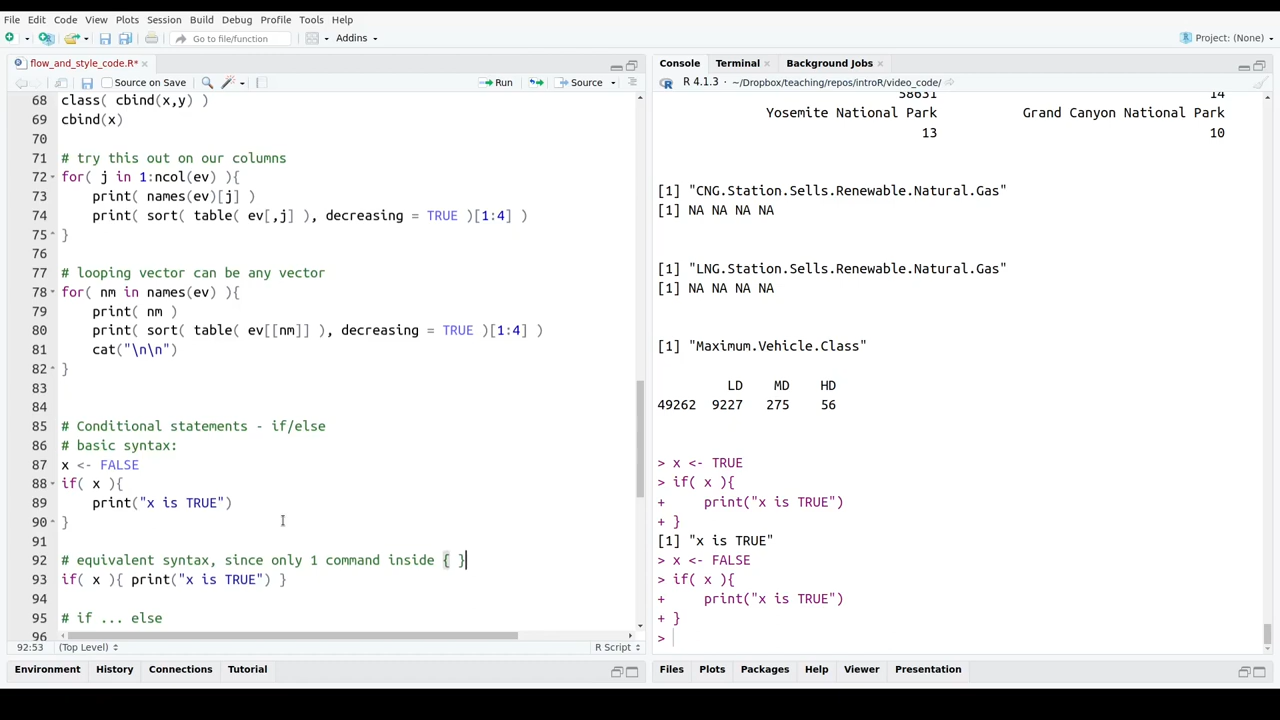 File Edit Code View Plots Session Build Debug Profile Tools Help
Go to file/function Addins Project: (None)
flow_and_style_code.R* Console Terminal Background Jobs
Source on Save Run Source R 4.1.3 · ~/Dropbox/teaching/repos/introR/video_code/
68 class( cbind(x,y) )
69 cbind(x)
70
71 # try this out on our columns
72 for( j in 1:ncol(ev) ){
73 print( names(ev)[j] )
74 print( sort( table( ev[,j] ), decreasing = TRUE )[1:4] )
75 }
76
77 # looping vector can be any vector
78 for( nm in names(ev) ){
79 print( nm )
80 print( sort( table( ev[[nm]] ), decreasing = TRUE )[1:4] )
81 cat("\n\n")
82 }
83
84
85 # Conditional statements - if/else
86 # basic syntax:
87 x <- FALSE
88 if( x ){
89 print("x is TRUE")
90 }
91
92 # equivalent syntax, since only 1 command inside { }
93 if( x ){ print("x is TRUE") }
94
95 # if ... else
96
92:53 (Top Level) R Script
Environment History Connections Tutorial
58631 14
Yosemite National Park Grand Canyon National Park
13 10
[1] "CNG.Station.Sells.Renewable.Natural.Gas"
[1] NA NA NA NA
[1] "LNG.Station.Sells.Renewable.Natural.Gas"
[1] NA NA NA NA
[1] "Maximum.Vehicle.Class"
LD MD HD
49262 9227 275 56
> x <- TRUE
> if( x ){
+ print("x is TRUE")
+ }
[1] "x is TRUE"
> x <- FALSE
> if( x ){
+ print("x is TRUE")
+ }
>
Files Plots Packages Help Viewer Presentation